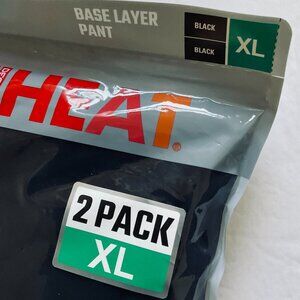 BASE LAYER
PANT
BLACK
BLACK
XL
HEAT®
2 PACK
XL